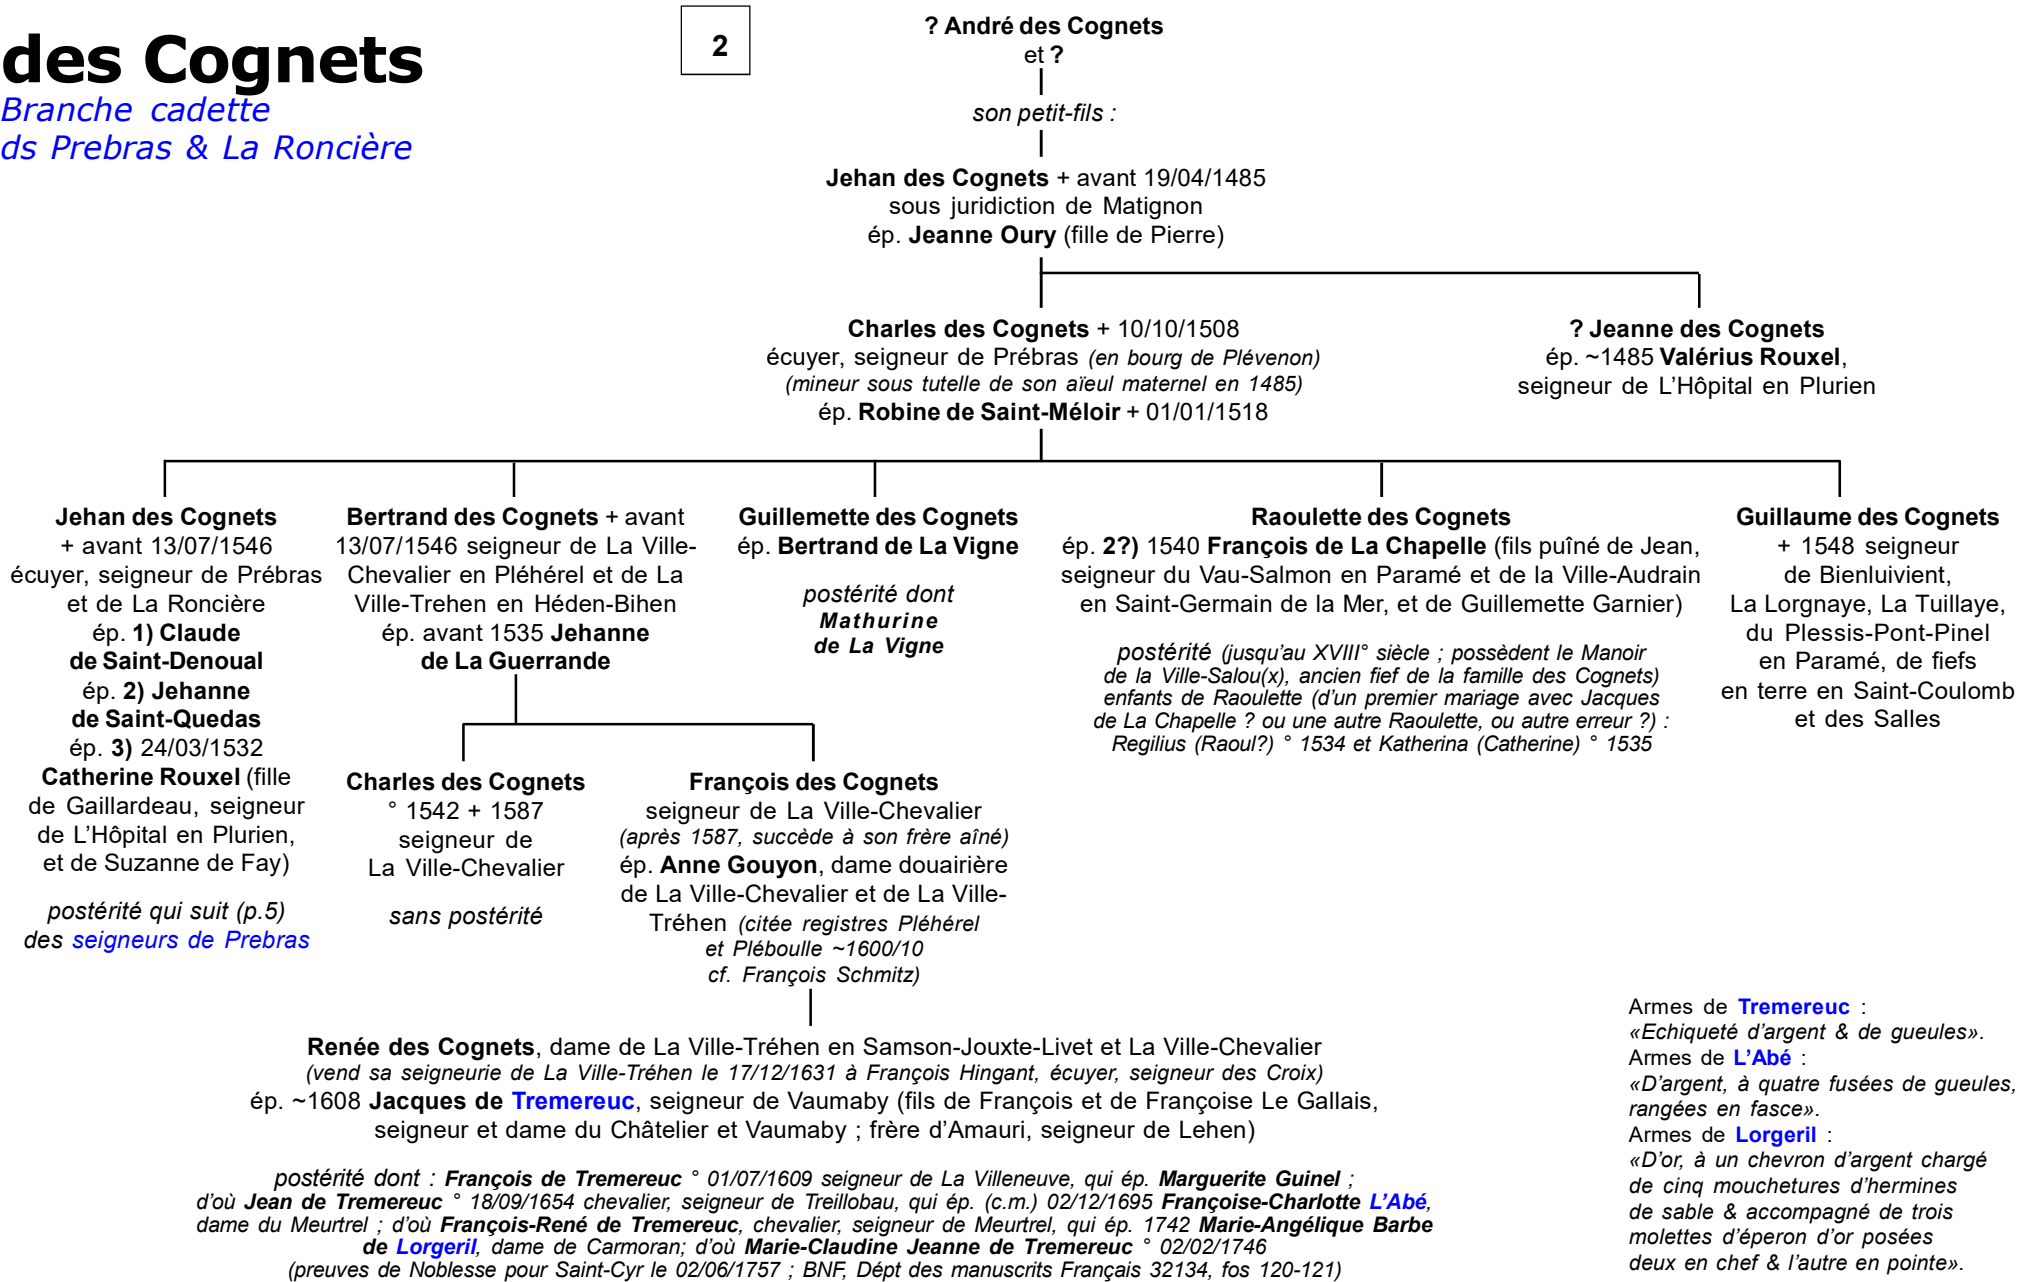 des Cognets
Branche cadette
ds Prebras & La Roncière
2
? André des Cognets
et ?
son petit-fils :
Jehan des Cognets + avant 19/04/1485
sous juridiction de Matignon
ép. Jeanne Oury (fille de Pierre)
Charles des Cognets + 10/10/1508
écuyer, seigneur de Prébras (en bourg de Plévenon)
(mineur sous tutelle de son aïeul maternel en 1485)
ép. Robine de Saint-Méloir + 01/01/1518
? Jeanne des Cognets
ép. ~1485 Valérius Rouxel,
seigneur de L'Hôpital en Plurien
Jehan des Cognets
+ avant 13/07/1546
écuyer, seigneur de Prébras
et de La Roncière
ép. 1) Claude
de Saint-Denoual
ép. 2) Jehanne
de Saint-Quedas
ép. 3) 24/03/1532
Catherine Rouxel (fille
de Gaillardeau, seigneur
de L'Hôpital en Plurien,
et de Suzanne de Fay)
postérité qui suit (p.5)
des seigneurs de Prebras
Bertrand des Cognets + avant
13/07/1546 seigneur de La Ville-
Chevalier en Pléhérel et de La
Ville-Trehen en Héden-Bihen
ép. avant 1535 Jehanne
de La Guerrande
Guillemette des Cognets
ép. Bertrand de La Vigne
postérité dont
Mathurine
de La Vigne
Raoulette des Cognets
ép. 2?) 1540 François de La Chapelle (fils puîné de Jean,
seigneur du Vau-Salmon en Paramé et de la Ville-Audrain
en Saint-Germain de la Mer, et de Guillemette Garnier)
postérité (jusqu'au XVIII° siècle ; possèdent le Manoir
de la Ville-Salou(x), ancien fief de la famille des Cognets)
enfants de Raoulette (d'un premier mariage avec Jacques
de La Chapelle ? ou une autre Raoulette, ou autre erreur ?) :
Regilius (Raoul?) ° 1534 et Katherina (Catherine) ° 1535
Guillaume des Cognets
+ 1548 seigneur
de Bienluivient,
La Lorgnaye, La Tuillaye,
du Plessis-Pont-Pinel
en Paramé, de fiefs
en terre en Saint-Coulomb
et des Salles
Charles des Cognets
° 1542 + 1587
seigneur de
La Ville-Chevalier
sans postérité
François des Cognets
seigneur de La Ville-Chevalier
(après 1587, succède à son frère aîné)
ép. Anne Gouyon, dame douairière
de La Ville-Chevalier et de La Ville-
Tréhen (citée registres Pléhérel
et Pléboulle ~1600/10
cf. François Schmitz)
Renée des Cognets, dame de La Ville-Tréhen en Samson-Jouxte-Livet et La Ville-Chevalier
(vend sa seigneurie de La Ville-Tréhen le 17/12/1631 à François Hingant, écuyer, seigneur des Croix)
ép. ~1608 Jacques de Tremereuc, seigneur de Vaumaby (fils de François et de Françoise Le Gallais,
seigneur et dame du Châtelier et Vaumaby ; frère d'Amauri, seigneur de Lehen)
postérité dont : François de Tremereuc ° 01/07/1609 seigneur de La Villeneuve, qui ép. Marguerite Guinel ;
d'où Jean de Tremereuc ° 18/09/1654 chevalier, seigneur de Treillobau, qui ép. (c.m.) 02/12/1695 Françoise-Charlotte L'Abé,
dame du Meurtrel ; d'où François-René de Tremereuc, chevalier, seigneur de Meurtrel, qui ép. 1742 Marie-Angélique Barbe
de Lorgeril, dame de Carmoran; d'où Marie-Claudine Jeanne de Tremereuc ° 02/02/1746
(preuves de Noblesse pour Saint-Cyr le 02/06/1757 ; BNF, Dépt des manuscrits Français 32134, fos 120-121)
Armes de Tremereuc :
«Echiqueté d'argent & de gueules».
Armes de L'Abé :
«D'argent, à quatre fusées de gueules,
rangées en fasce».
Armes de Lorgeril :
«D'or, à un chevron d'argent chargé
de cinq mouchetures d'hermines
de sable & accompagné de trois
molettes d'éperon d'or posées
deux en chef & l'autre en pointe».